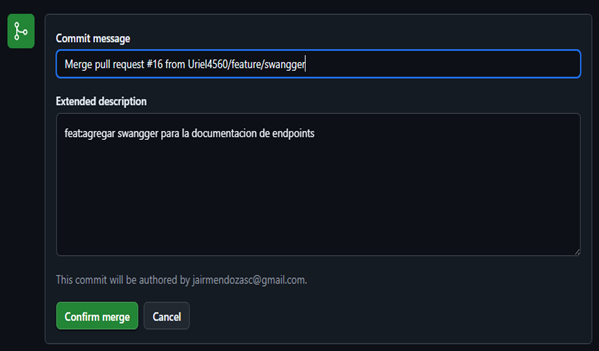 Commit message
Merge pull request #16 from Uriel4560/feature/swangger
Extended description
feat:agregar swangger para la documentacion de endpoints
This commit will be authored by jairmendozasc@gmail.com.
Confirm merge
Cancel